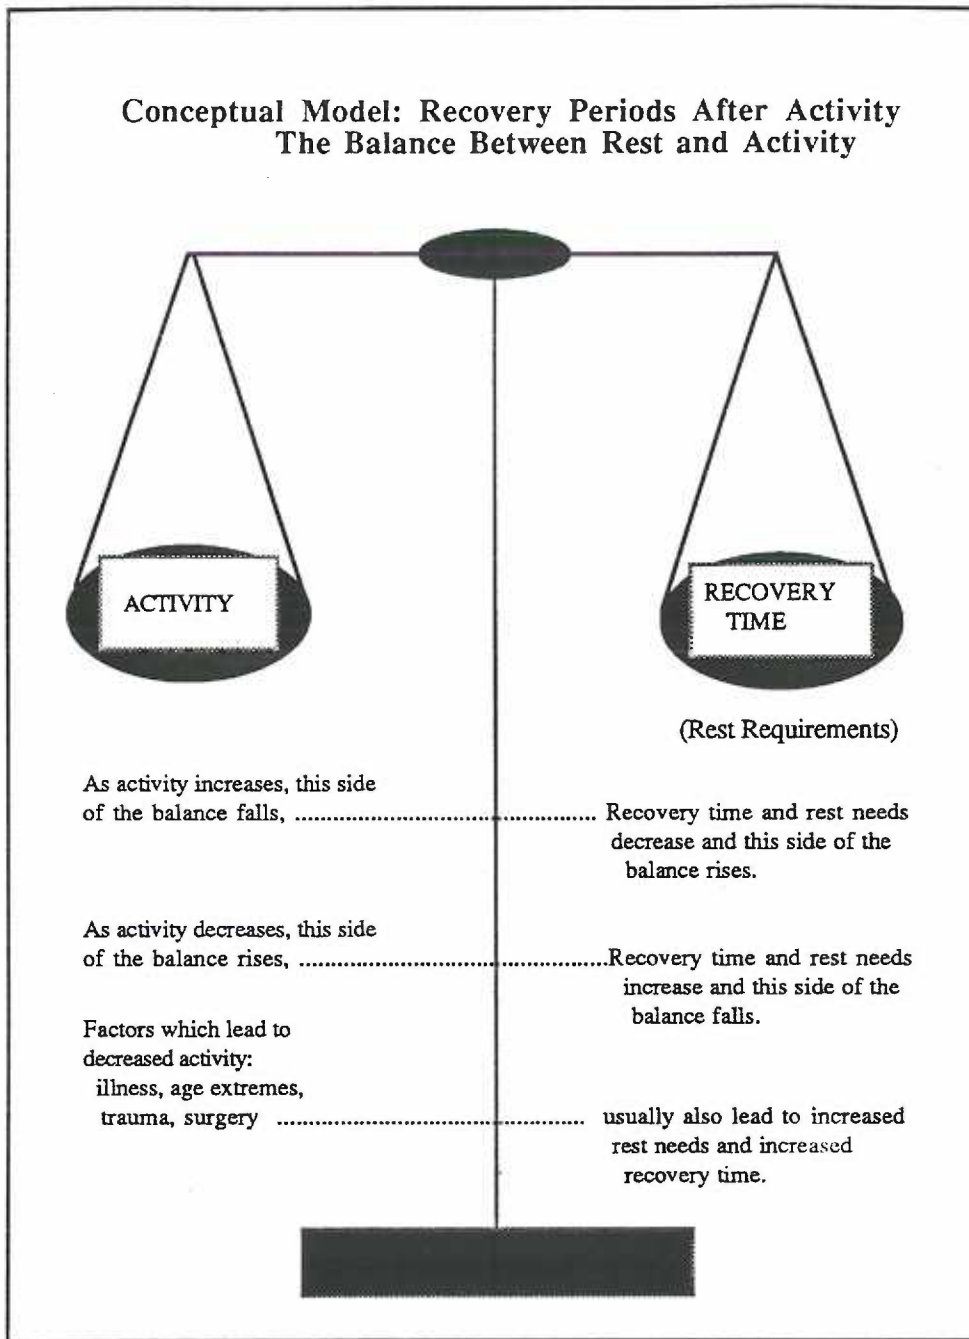 Conceptual Model: Recovery Periods After Activity
The Balance Between Rest and Activity
ACTIVITY
RECOVERY
TIME
(Rest Requirements)
As activity increases, this side
of the balance falls, ................................................ Recovery time and rest needs
decrease and this side of the
balance rises.
As activity decreases, this side
of the balance rises, ................................................Recovery time and rest needs
increase and this side of the
balance falls.
Factors which lead to
decreased activity:
illness, age extremes,
trauma, surgery ................................................ usually also lead to increased
rest needs and increased
recovery time.